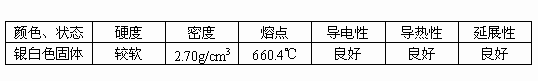 颜色、状态 硬度 密度 熔点 导电性 导热性 延展性
银白色固体 较软 2.70g/cm3 660.4℃ 良好 良好 良好